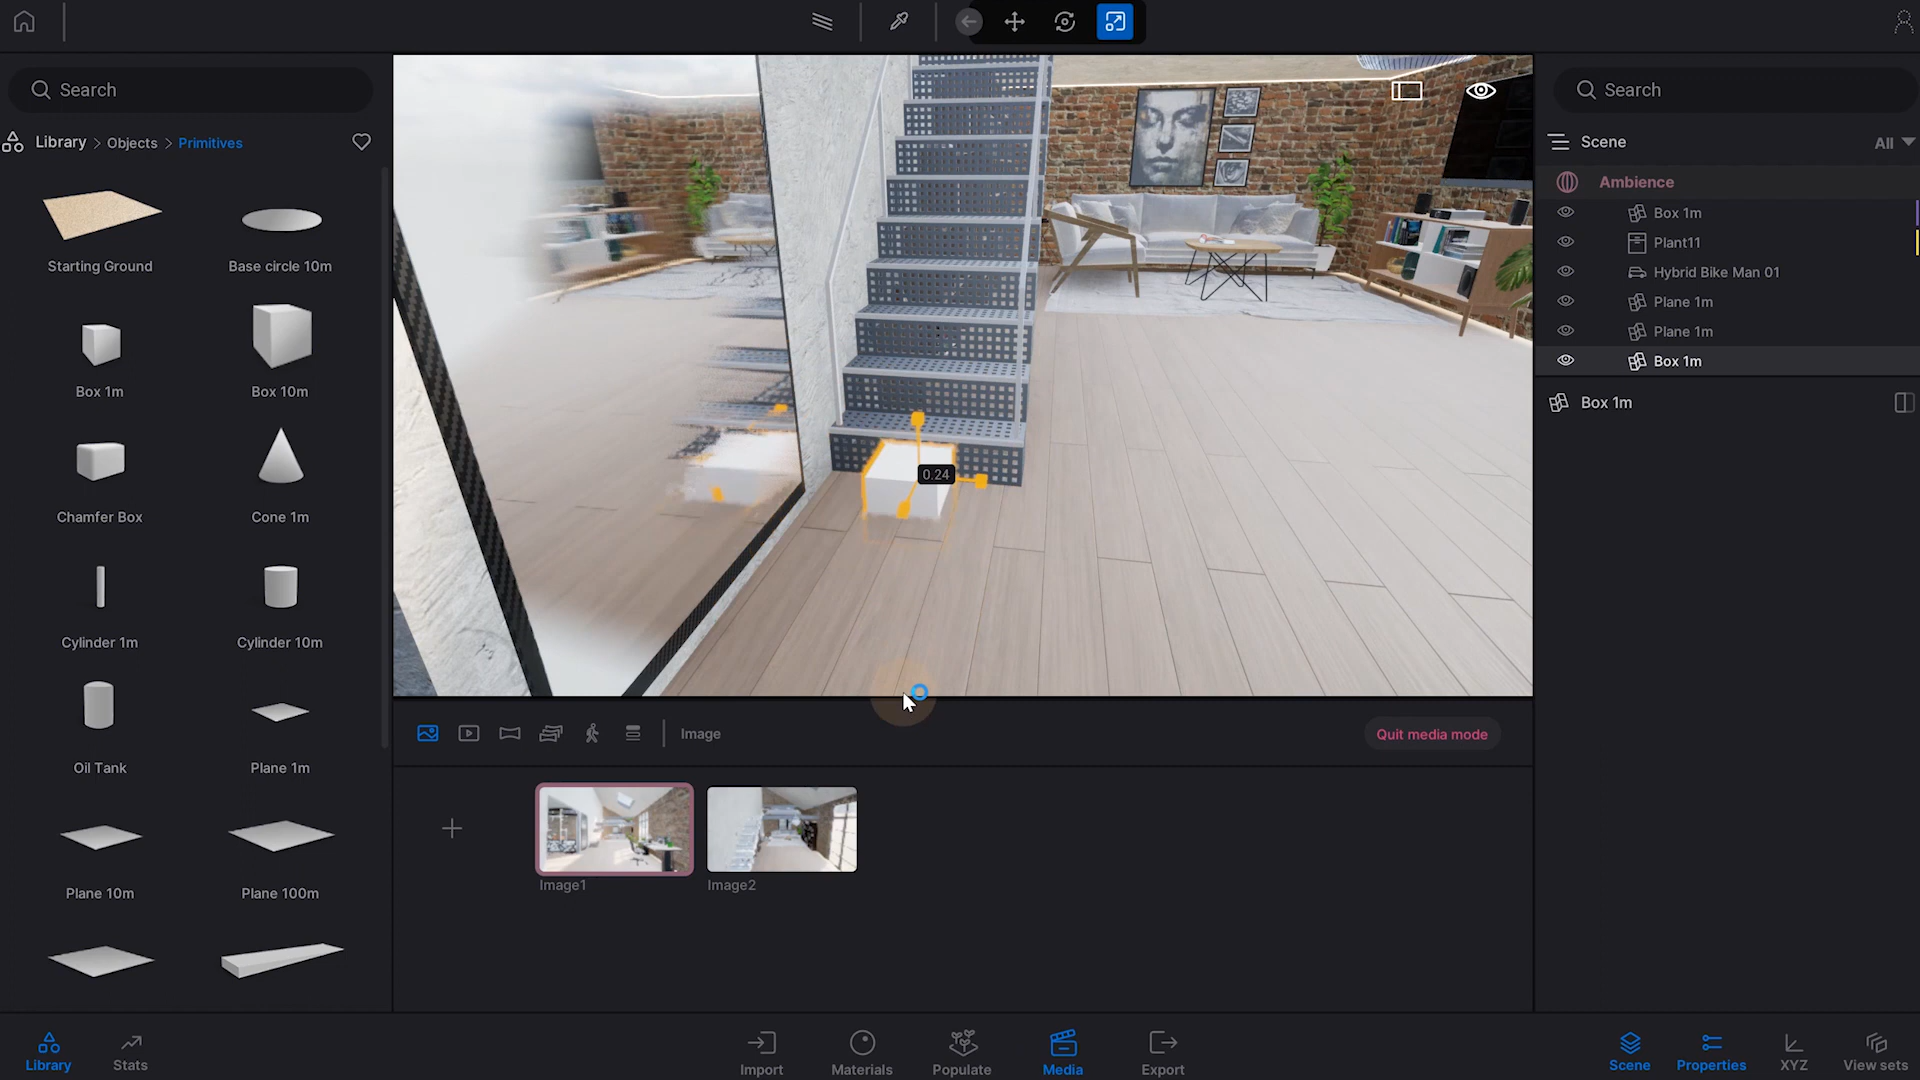 Search
Library > Objects > Primitives
Starting Ground
Base circle 10m
Box 1m
Box 10m
Chamfer Box
Cone 1m
Cylinder 1m
Cylinder 10m
Oil Tank
Plane 1m
Plane 10m
Plane 100m
0.24
Image
Quit media mode
Image1
Image2
Search
Scene
All
Ambience
Box 1m
Plant11
Hybrid Bike Man 01
Plane 1m
Plane 1m
Box 1m
Box 1m
Library
Stats
Import
Materials
Populate
Media
Export
Scene
Properties
XYZ
View sets